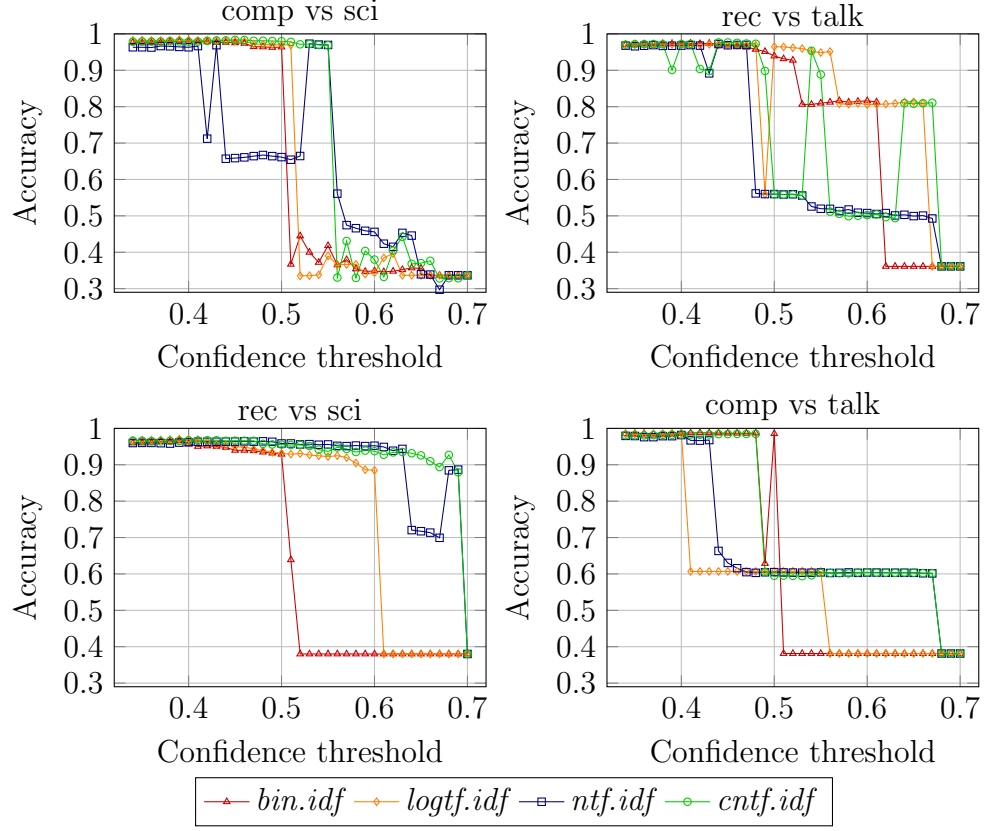 comp vs sci
rec vs talk
1
0.9
0.8
0.7
0.6
0.5
0.4
0.3
Accuracy
0.4 0.5 0.6 0.7
Confidence threshold
1
0.9
0.8
0.7
0.6
0.5
0.4
0.3
Accuracy
0.4 0.5 0.6 0.7
Confidence threshold
rec vs sci
comp vs talk
1
0.9
0.8
0.7
0.6
0.5
0.4
0.3
Accuracy
0.4 0.5 0.6 0.7
Confidence threshold
1
0.9
0.8
0.7
0.6
0.5
0.4
0.3
Accuracy
0.4 0.5 0.6 0.7
Confidence threshold
bin.idf logtf.idf ntf.idf cntf.idf